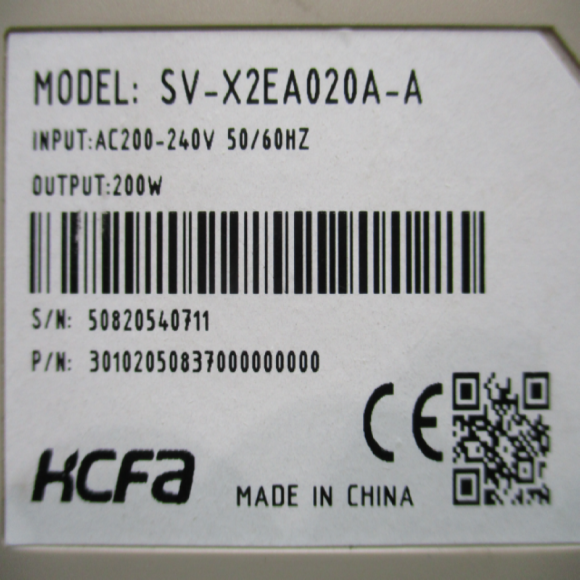 MODEL: SV-X2EA020A-A
INPUT:AC200-240V 50/60HZ
OUTPUT:200W
S/N: 50820540711
P/N: 30102050837000000000
CE
HCFa
MADE IN CHINA